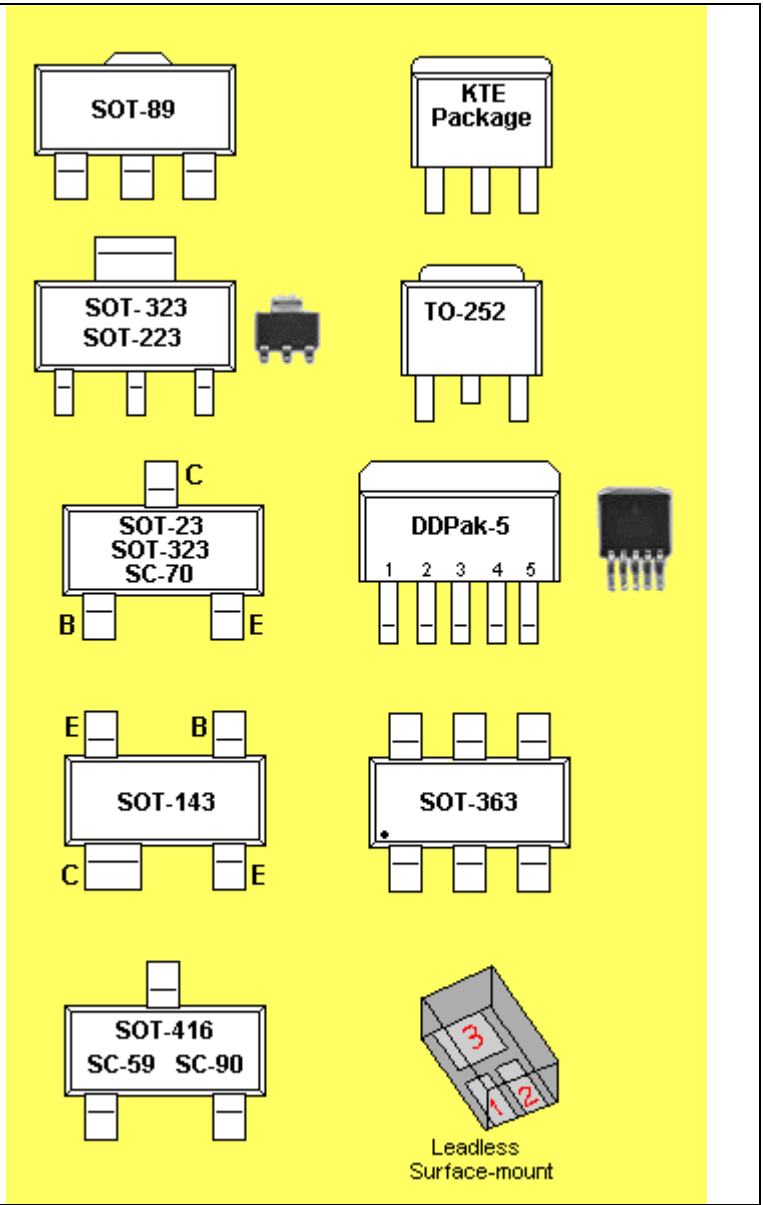 SOT-89
KTE
Package
SOT- 323
SOT-223
TO-252
C
SOT-23
SOT-323
SC-70
B
E
DDPak-5
1 2 3 4 5
E
B
SOT-143
C
E
SOT-363
SOT-416
SC-59 SC-90
3
1 2
Leadless
Surface-mount